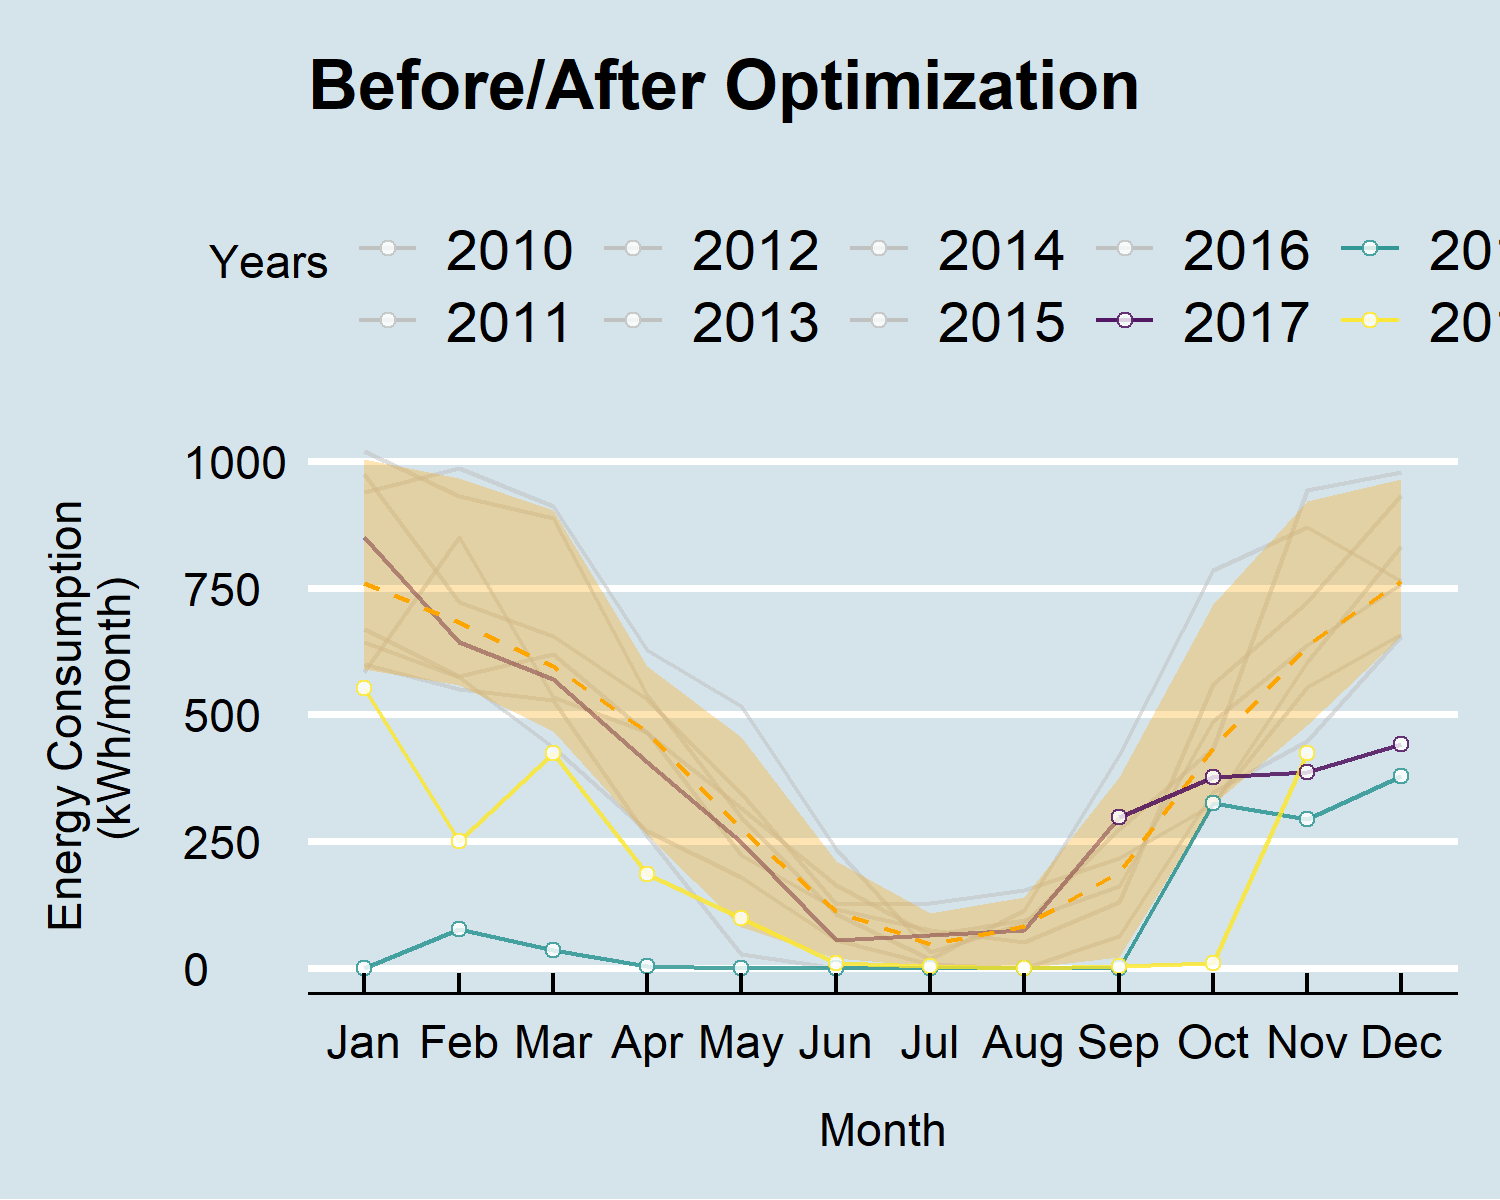 Before/After Optimization
Years
2010 2012 2014 2016
2011 2013 2015 2017
1000
750
500
250
0
Energy Consumption
(kWh/month)
Jan Feb Mar Apr May Jun Jul Aug Sep Oct Nov Dec
Month